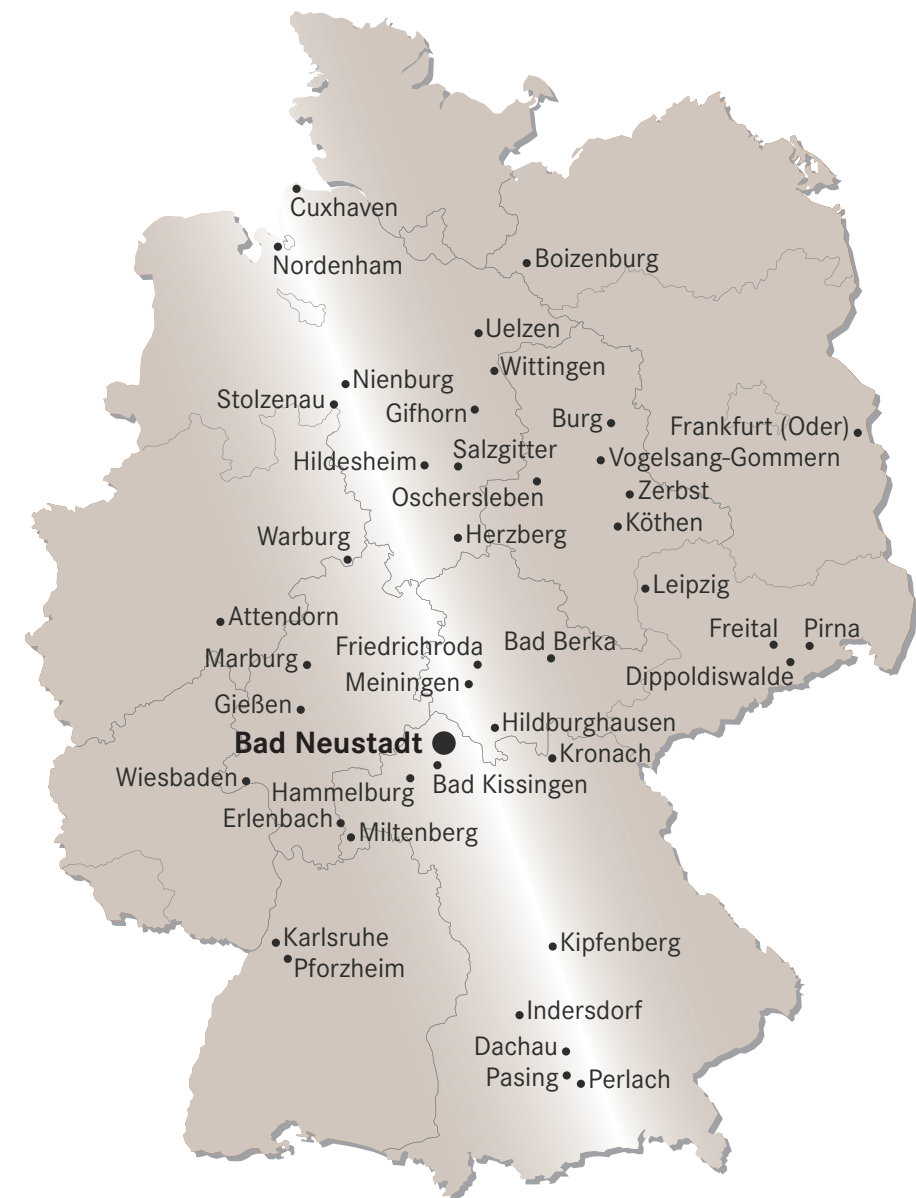 Cuxhaven
Nordenham
Boizenburg
Uelzen
Wittingen
Nienburg
Stolzenau
Gifhorn
Burg
Frankfurt (Oder)
Salzgitter
Hildesheim
Vogelsang-Gommern
Oschersleben
Zerbst
Köthen
Warburg
Herzberg
Leipzig
Attendorn
Freital
Pirna
Friedrichroda
Bad Berka
Marburg
Dippoldiswalde
Meiningen
Gießen
Hildburghausen
Bad Neustadt
Kronach
Wiesbaden
Bad Kissingen
Hammelburg
Erlenbach
Miltenberg
Karlsruhe
Kipfenberg
Pforzheim
Indersdorf
Dachau
Pasing
Perlach